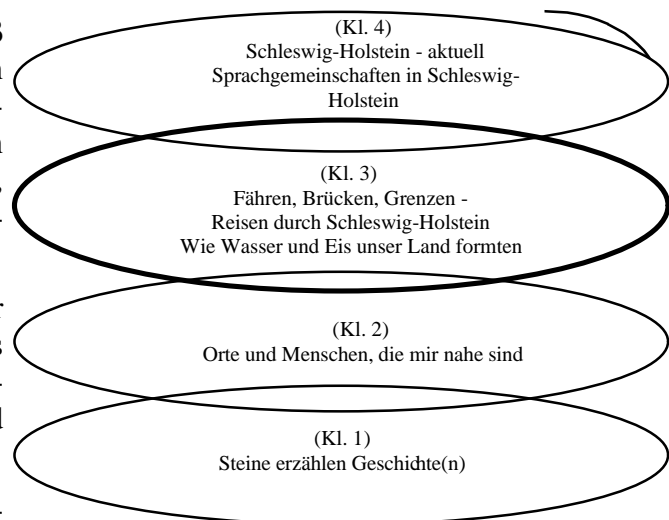 (Kl. 4)
Schleswig-Holstein - aktuell
Sprachgemeinschaften in Schleswig-
Holstein
(Kl. 3)
Fähren, Brücken, Grenzen -
Reisen durch Schleswig-Holstein
Wie Wasser und Eis unser Land formten
(Kl. 2)
Orte und Menschen, die mir nahe sind
(Kl. 1)
Steine erzählen Geschichte(n)